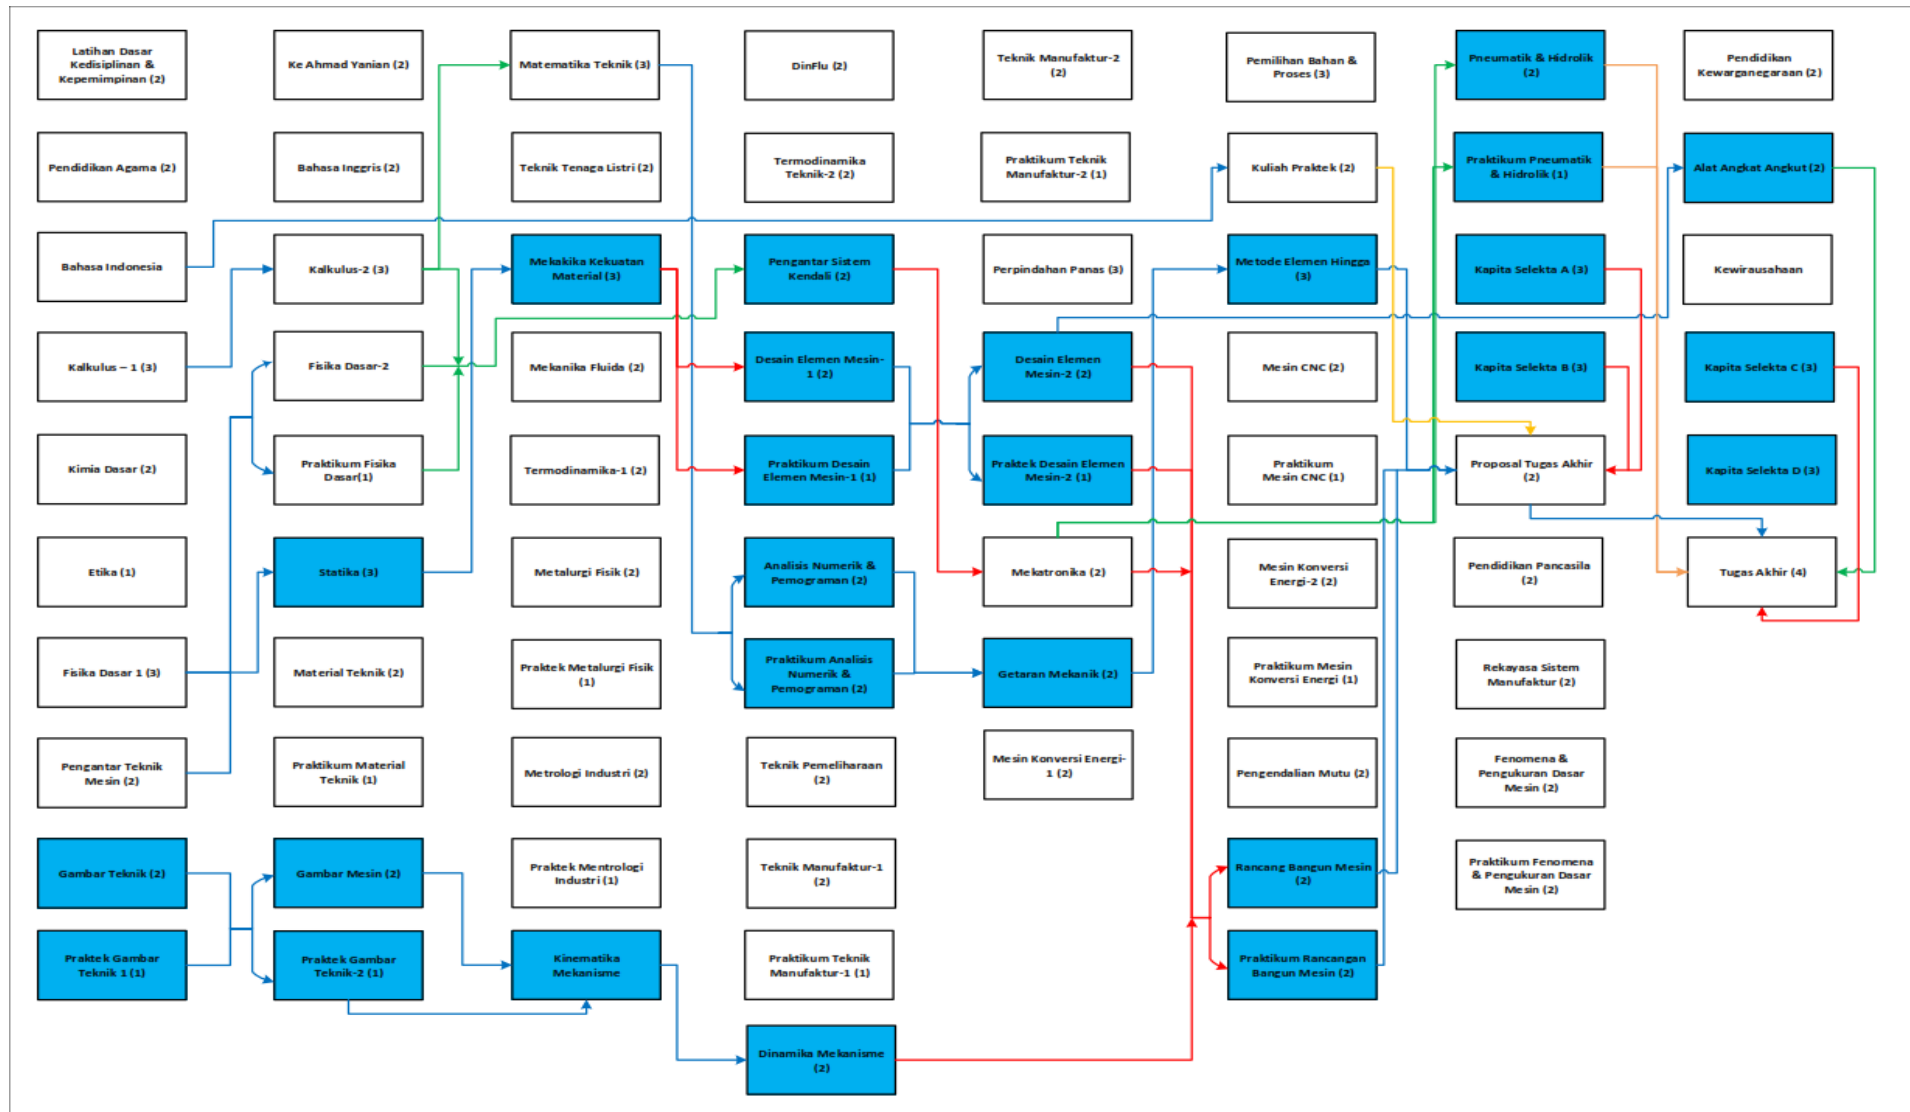 Latihan Dasar
Kedisiplinan &
Kepemimpinan (2)
Pendidikan Agama (2)
Bahasa Indonesia
Kalkulus – 1 (3)
Kimia Dasar (2)
Etika (1)
Fisika Dasar 1 (3)
Pengantar Teknik
Mesin (2)
Gambar Teknik (2)
Praktek Gambar
Teknik 1 (1)
Ke Ahmad Yanian (2)
Bahasa Inggris (2)
Kalkulus-2 (3)
Fisika Dasar-2
Praktikum Fisika
Dasar(1)
Statika (3)
Material Teknik (2)
Praktikum Material
Teknik (1)
Gambar Mesin (2)
Praktek Gambar
Teknik-2 (1)
Matematika Teknik (3)
Teknik Tenaga Listri (2)
Mekakika Kekuatan
Material (3)
Mekanika Fluida (2)
Termodinamika-1 (2)
Metalurgi Fisik (2)
Praktek Metalurgi Fisik
(1)
Metrologi Industri (2)
Praktek Mentrologi
Industri (1)
Kinematika
Mekanisme
DinFlu (2)
Termodinamika
Teknik-2 (2)
Pengantar Sistem
Kendali (2)
Desain Elemen Mesin-
1 (2)
Praktikum Desain
Elemen Mesin-1 (1)
Analisis Numerik &
Pemograman (2)
Praktikum Analisis
Numerik &
Pemograman (2)
Teknik Pemeliharaan
(2)
Teknik Manufaktur-1
(2)
Praktikum Teknik
Manufaktur-1 (1)
Dinamika Mekanisme
(2)
Teknik Manufaktur-2
(2)
Praktikum Teknik
Manufaktur-2 (1)
Perpindahan Panas (3)
Desain Elemen
Mesin-2 (2)
Praktek Desain Elemen
Mesin-2 (1)
Mekatronika (2)
Getaran Mekanik (2)
Mesin Konversi Energi-
1 (2)
Pemilihan Bahan &
Proses (3)
Kuliah Praktek (2)
Metode Elemen Hingga
(3)
Mesin CNC (2)
Praktikum
Mesin CNC (1)
Mesin Konversi
Energi-2 (2)
Praktikum Mesin
Konversi Energi (1)
Pengendalian Mutu (2)
Rancang Bangun Mesin
(2)
Praktikum Rancangan
Bangun Mesin (2)
Pneumatik & Hidrolik
(2)
Praktikum Pneumatik
& Hidrolik (1)
Kapita Selekta A (3)
Kapita Selekta B (3)
Proposal Tugas Akhir
(2)
Pendidikan Pancasila
(2)
Rekayasa Sistem
Manufaktur (2)
Fenomena &
Pengukuran Dasar
Mesin (2)
Praktikum Fenomena
& Pengukuran Dasar
Mesin (2)
Pendidikan
Kewarganegaraan (2)
Alat Angkat Angkut (2)
Kewirausahaan
Kapita Selekta C (3)
Kapita Selekta D (3)
Tugas Akhir (4)